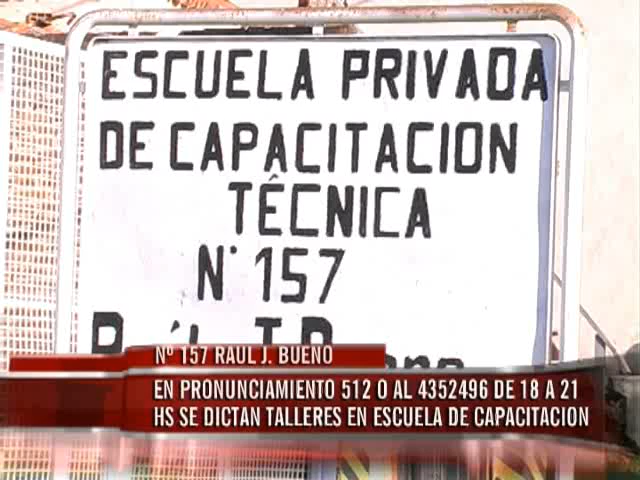 ESCUELA PRIVADA
DE CAPACITACION
TÉCNICA
N° 157
Nº 157 RAUL J. BUENO
EN PRONUNCIAMIENTO 512 O AL 4352496 DE 18 A 21
HS SE DICTAN TALLERES EN ESCUELA DE CAPACITACION